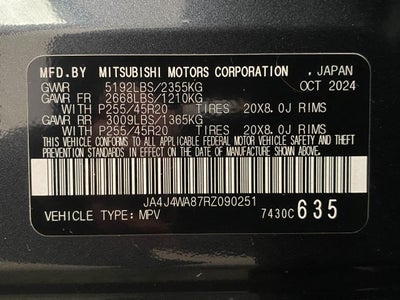 MFD.BY MITSUBISHI MOTORS CORPORATION , JAPAN
GVWR 5192LBS/2355KG OCT 2024
GAWR FR 2668LBS/1210KG
WITH P255/45R20 TIRES 20X8.0J RIMS
GAWR RR 3009LBS/1365KG
WITH P255/45R20 TIRES 20X8.0J RIMS
THIS VEHICLE CONFORMS TO ALL APPLICABLE
FEDERAL MOTOR VEHICLE SAFETY AND THEFT
PREVENTION STANDARDS IN EFFECT ON THE
DATE OF MANUFACTURE SHOWN ABOVE.
JA4J4WA87RZ090251
VEHICLE TYPE: MPV 7430C 635